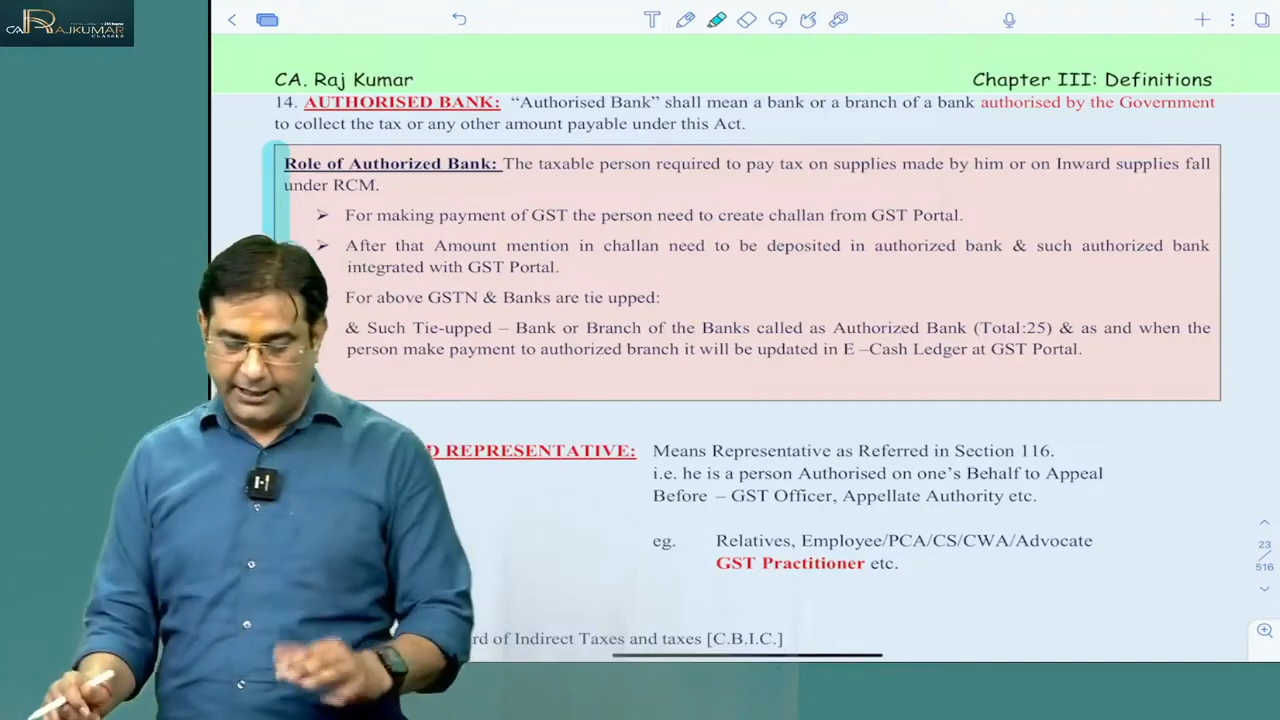 CA RAJKUMAR
CLASSES
CA. Raj Kumar
Chapter III: Definitions
14. AUTHORISED BANK: “Authorised Bank” shall mean a bank or a branch of a bank authorised by the Government
to collect the tax or any other amount payable under this Act.
Role of Authorized Bank: The taxable person required to pay tax on supplies made by him or on Inward supplies fall
under RCM.
➢ For making payment of GST the person need to create challan from GST Portal.
➢ After that Amount mention in challan need to be deposited in authorized bank & such authorized bank
integrated with GST Portal.
For above GSTN & Banks are tie upped:
& Such Tie-upped – Bank or Branch of the Banks called as Authorized Bank (Total:25) & as and when the
person make payment to authorized branch it will be updated in E –Cash Ledger at GST Portal.
D REPRESENTATIVE: Means Representative as Referred in Section 116.
i.e. he is a person Authorised on one’s Behalf to Appeal
Before – GST Officer, Appellate Authority etc.
eg. Relatives, Employee/PCA/CS/CWA/Advocate
GST Practitioner etc.
rd of Indirect Taxes and taxes [C.B.I.C.]
23
516